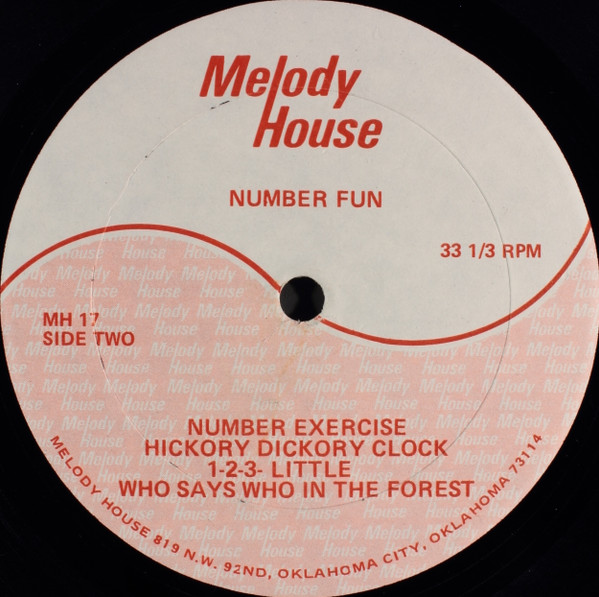 Melody
House
NUMBER FUN
33 1/3 RPM
MH 17
SIDE TWO
NUMBER EXERCISE
HICKORY DICKORY CLOCK
1-2-3- LITTLE
WHO SAYS WHO IN THE FOREST
MELODY HOUSE 819 N.W. 92ND, OKLAHOMA CITY, OKLAHOMA 73114